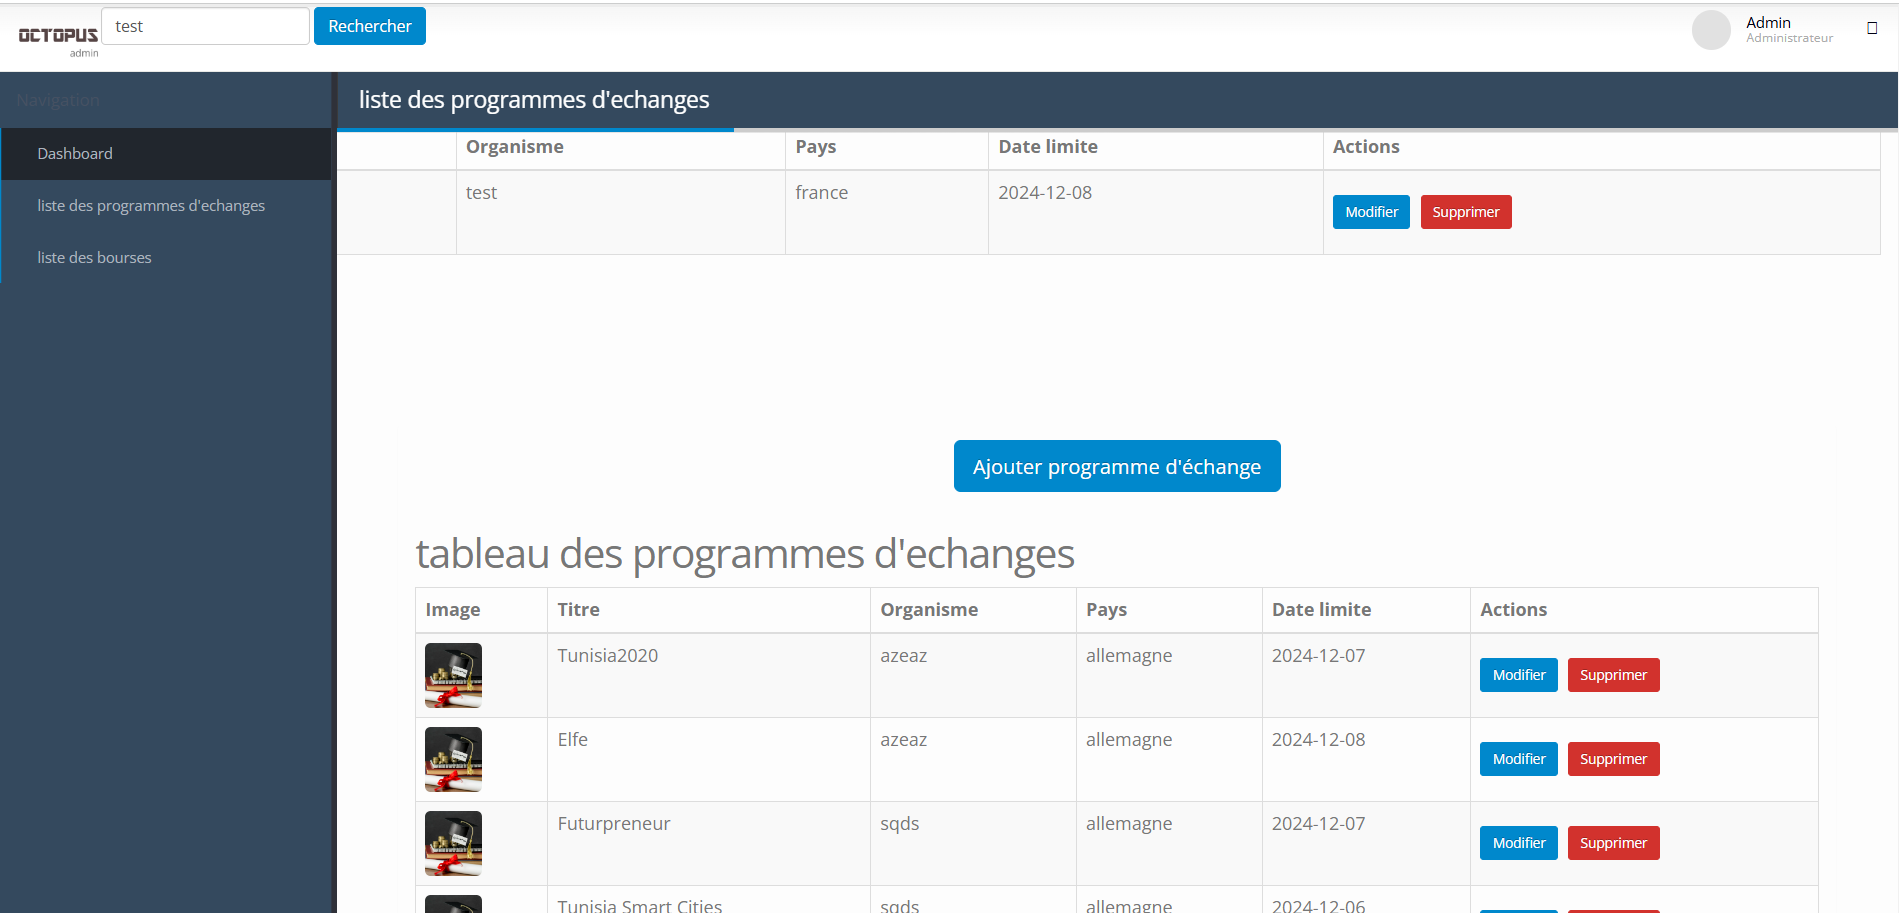 OCTOPUS
admin
test
Rechercher
Admin
Administrateur
Navigation
Dashboard
liste des programmes d'echanges
liste des bourses
liste des programmes d'echanges
Organisme Pays Date limite Actions
test france 2024-12-08 Modifier Supprimer
Ajouter programme d'échange
tableau des programmes d'echanges
Image Titre Organisme Pays Date limite Actions
Tunisia2020 azeaz allemagne 2024-12-07 Modifier Supprimer
Elfe azeaz allemagne 2024-12-08 Modifier Supprimer
Futurpreneur sqds allemagne 2024-12-07 Modifier Supprimer
Tunisia Smart Cities sqds allemagne 2024-12-06